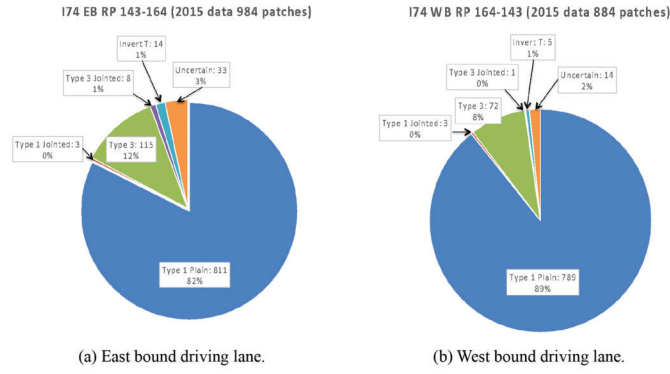 I74 EB RP 143-164 (2015 data 984 patches)
Invert T: 14
1%
Type 3 Jointed: 8
1%
Uncertain: 33
3%
Type 1 Jointed: 3
0%
Type 3: 115
12%
Type 1 Plain: 811
82%
(a) East bound driving lane.
I74 WB RP 164-143 (2015 data 884 patches)
Type 3 Jointed: 1
0%
Invert T: 5
1%
Uncertain: 14
2%
Type 3: 72
8%
Type 1 Jointed: 3
0%
Type 1 Plain: 789
89%
(b) West bound driving lane.